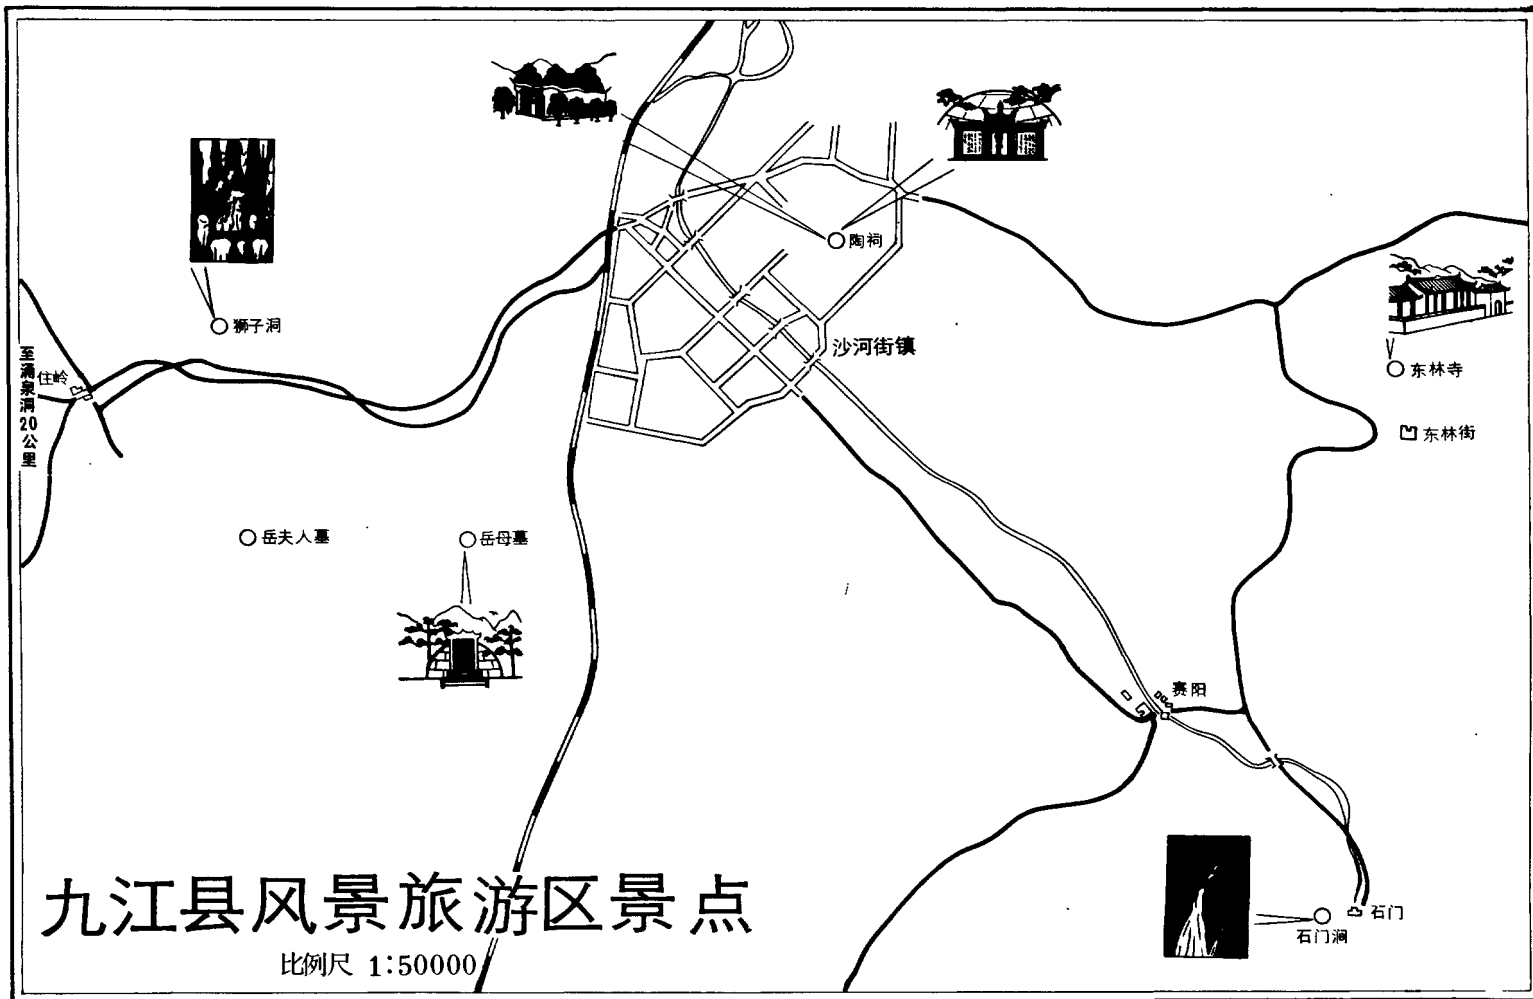 陶祠
狮子洞
沙河街镇
至涌泉洞20公里
住岭
东林寺
东林街
岳夫人墓
岳母墓
赛阳
石门
石门涧
九江县风景旅游区景点
比例尺 1:50000